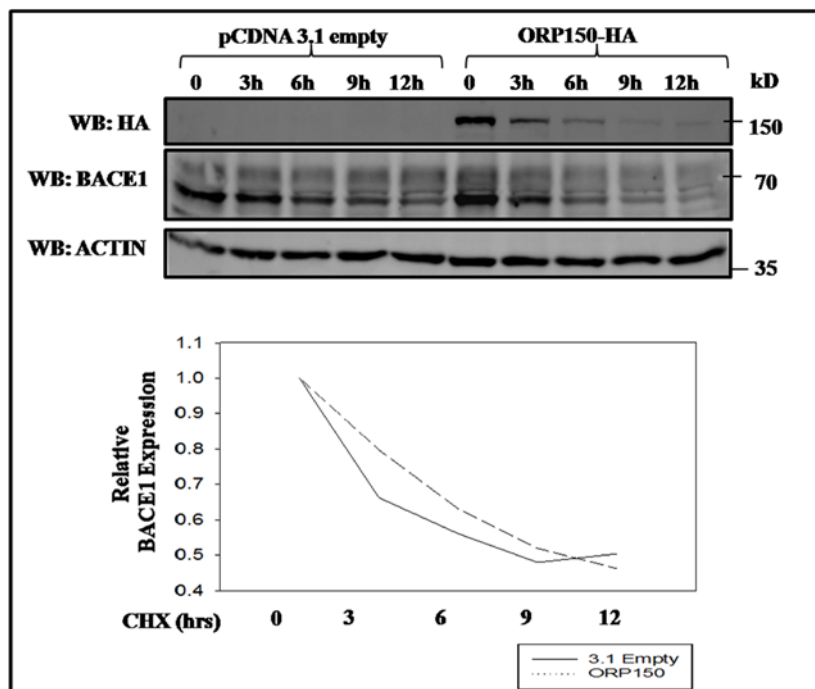 pCDNA 3.1 empty ORP150-HA
0 3h 6h 9h 12h 0 3h 6h 9h 12h kD
WB: HA 150
WB: BACE1 70
WB: ACTIN 35
1.0
0.9
0.8
0.7
0.6
0.5
0.4
Relative
BACE1 Expression
CHX (hrs) 0 3 6 9 12
3.1 Empty
ORP150